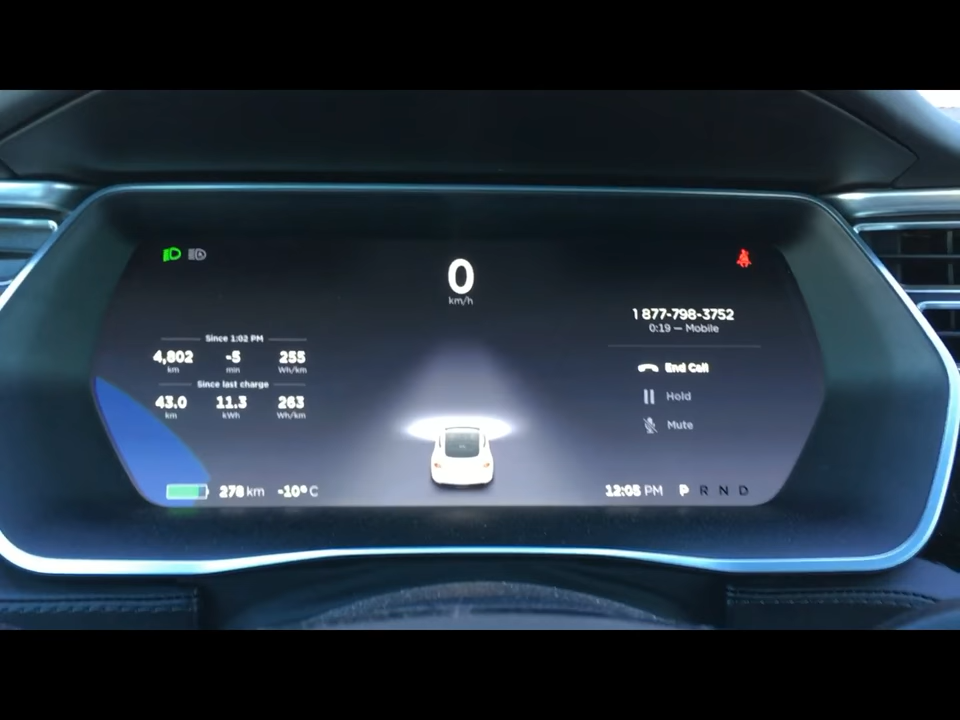 0
km/h
Since 1:02 PM
4,802 -5 255
km min Wh/km
Since last charge
43.0 11.3 263
km kWh Wh/km
278 km -10°C
1 877-798-3752
0:19 — Mobile
End Call
Hold
Mute
12:05 PM P R N D